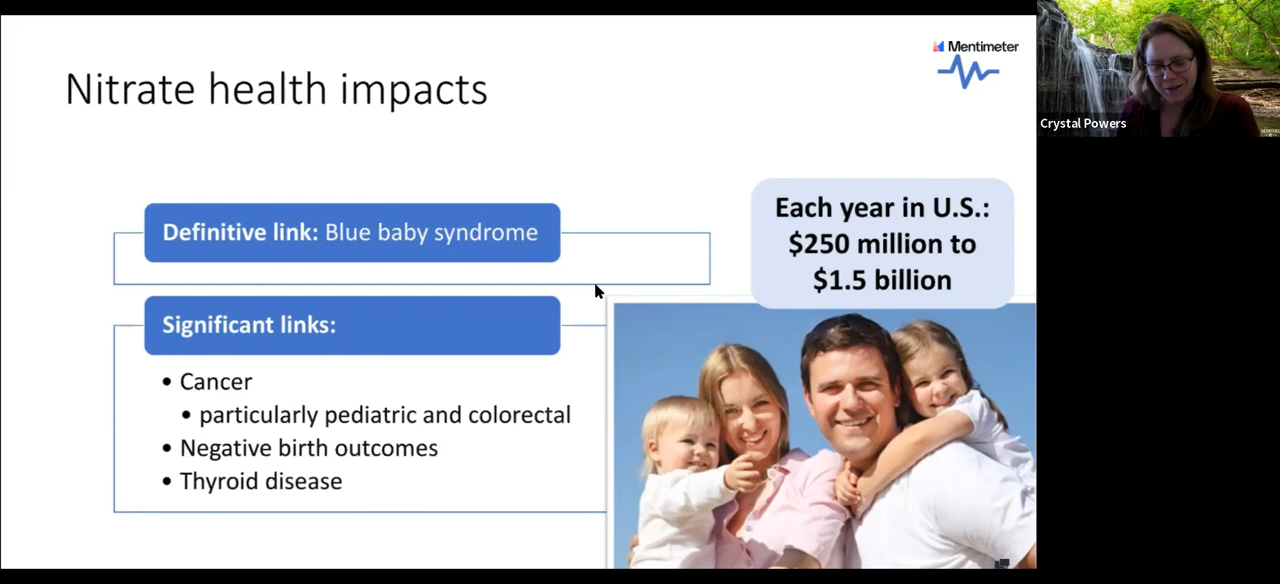 Mentimeter
Nitrate health impacts
Definitive link: Blue baby syndrome
Each year in U.S.:
$250 million to
$1.5 billion
Significant links:
• Cancer
• particularly pediatric and colorectal
• Negative birth outcomes
• Thyroid disease
Crystal Powers